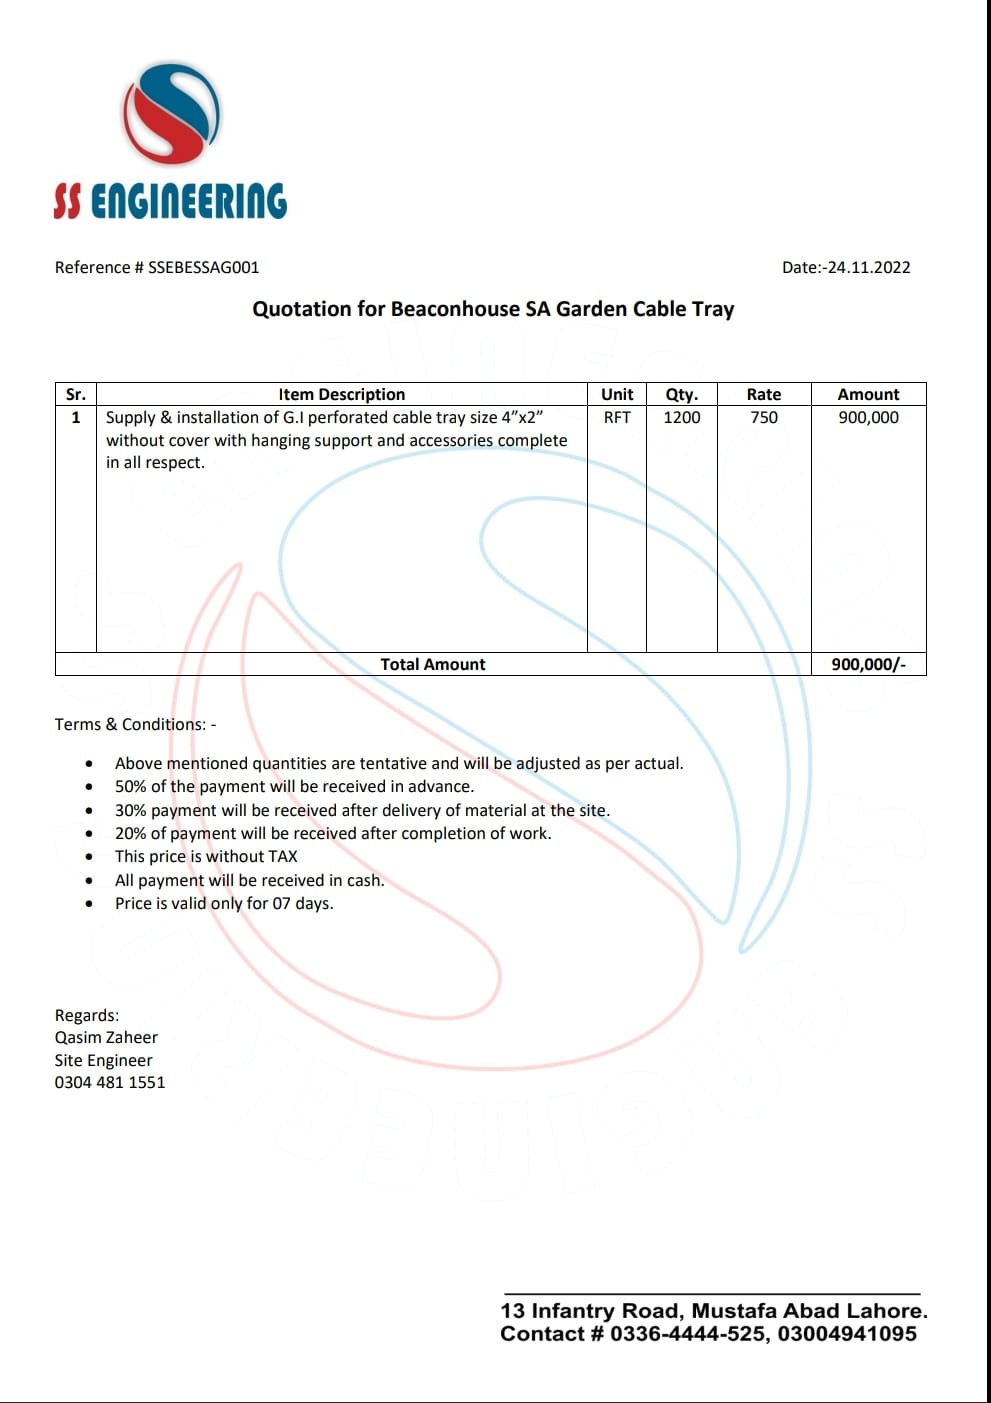 SS ENGINEERING
Reference # SSEBESSAG001 Date:-24.11.2022
Quotation for Beaconhouse SA Garden Cable Tray
Sr. Item Description Unit Qty. Rate Amount
1 Supply & installation of G.I perforated cable tray size 4”x2” RFT 1200 750 900,000
without cover with hanging support and accessories complete
in all respect.
Total Amount 900,000/-
Terms & Conditions: -
• Above mentioned quantities are tentative and will be adjusted as per actual.
• 50% of the payment will be received in advance.
• 30% payment will be received after delivery of material at the site.
• 20% of payment will be received after completion of work.
• This price is without TAX
• All payment will be received in cash.
• Price is valid only for 07 days.
Regards:
Qasim Zaheer
Site Engineer
0304 481 1551
13 Infantry Road, Mustafa Abad Lahore.
Contact # 0336-4444-525, 03004941095